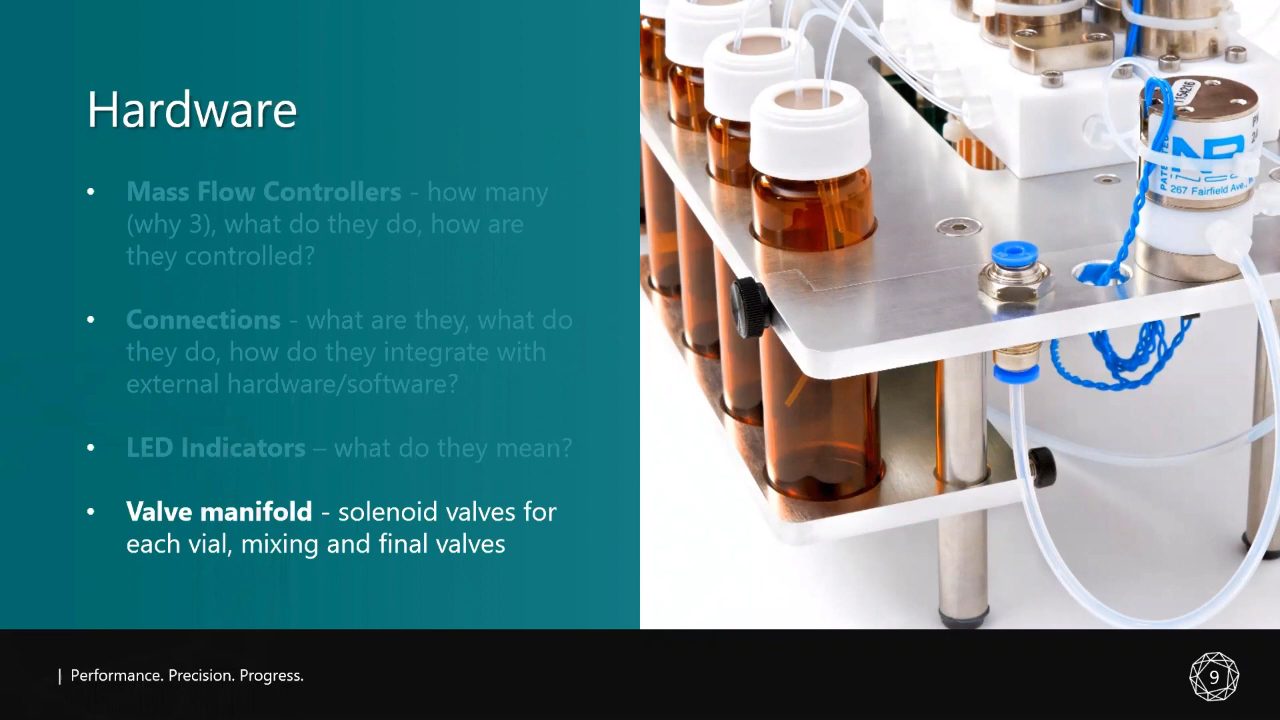 Hardware
• Mass Flow Controllers - how many
(why 3), what do they do, how are
they controlled?
• Connections - what are they, what do
they do, how do they integrate with
external hardware/software?
• LED Indicators – what do they mean?
• Valve manifold - solenoid valves for
each vial, mixing and final valves
NR
267 Fairfield Ave.,
| Performance. Precision. Progress.
9